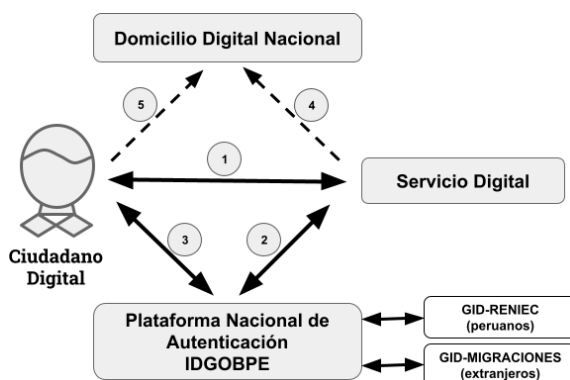 Domicilio Digital Nacional
5
4
1
Servicio Digital
Ciudadano
Digital
3
2
Plataforma Nacional de
Autenticación
IDGOBPE
GID-RENIEC
(peruanos)
GID-MIGRACIONES
(extranjeros)